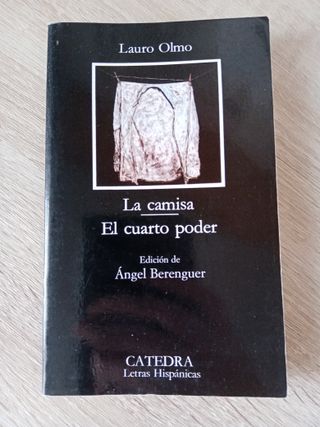 Lauro Olmo
La camisa
El cuarto poder
Edición de
Ángel Berenguer
CATEDRA
Letras Hispánicas